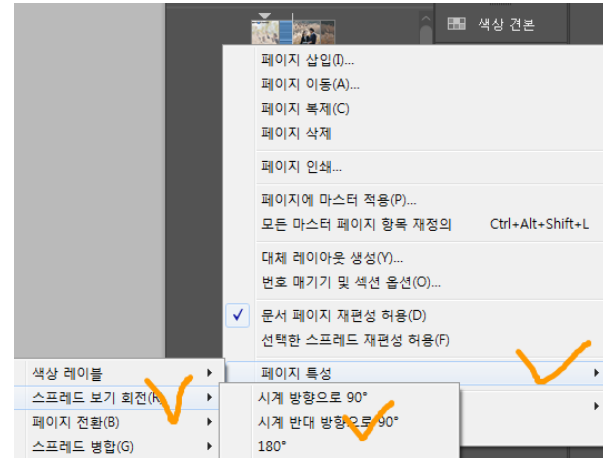 색상 견본
페이지 삽입(I)...
페이지 이동(A)...
페이지 복제(C)
페이지 삭제
페이지 인쇄...
페이지에 마스터 적용(P)...
모든 마스터 페이지 항목 재정의 Ctrl+Alt+Shift+L
대체 레이아웃 생성(Y)...
번호 매기기 및 섹션 옵션(O)...
문서 페이지 재편성 허용(D)
선택한 스프레드 재편성 허용(F)
색상 레이블
페이지 특성
스프레드 보기 회전(R)
시계 방향으로 90°
페이지 전환(B)
시계 반대 방향으로 90°
스프레드 병합(G)
180°